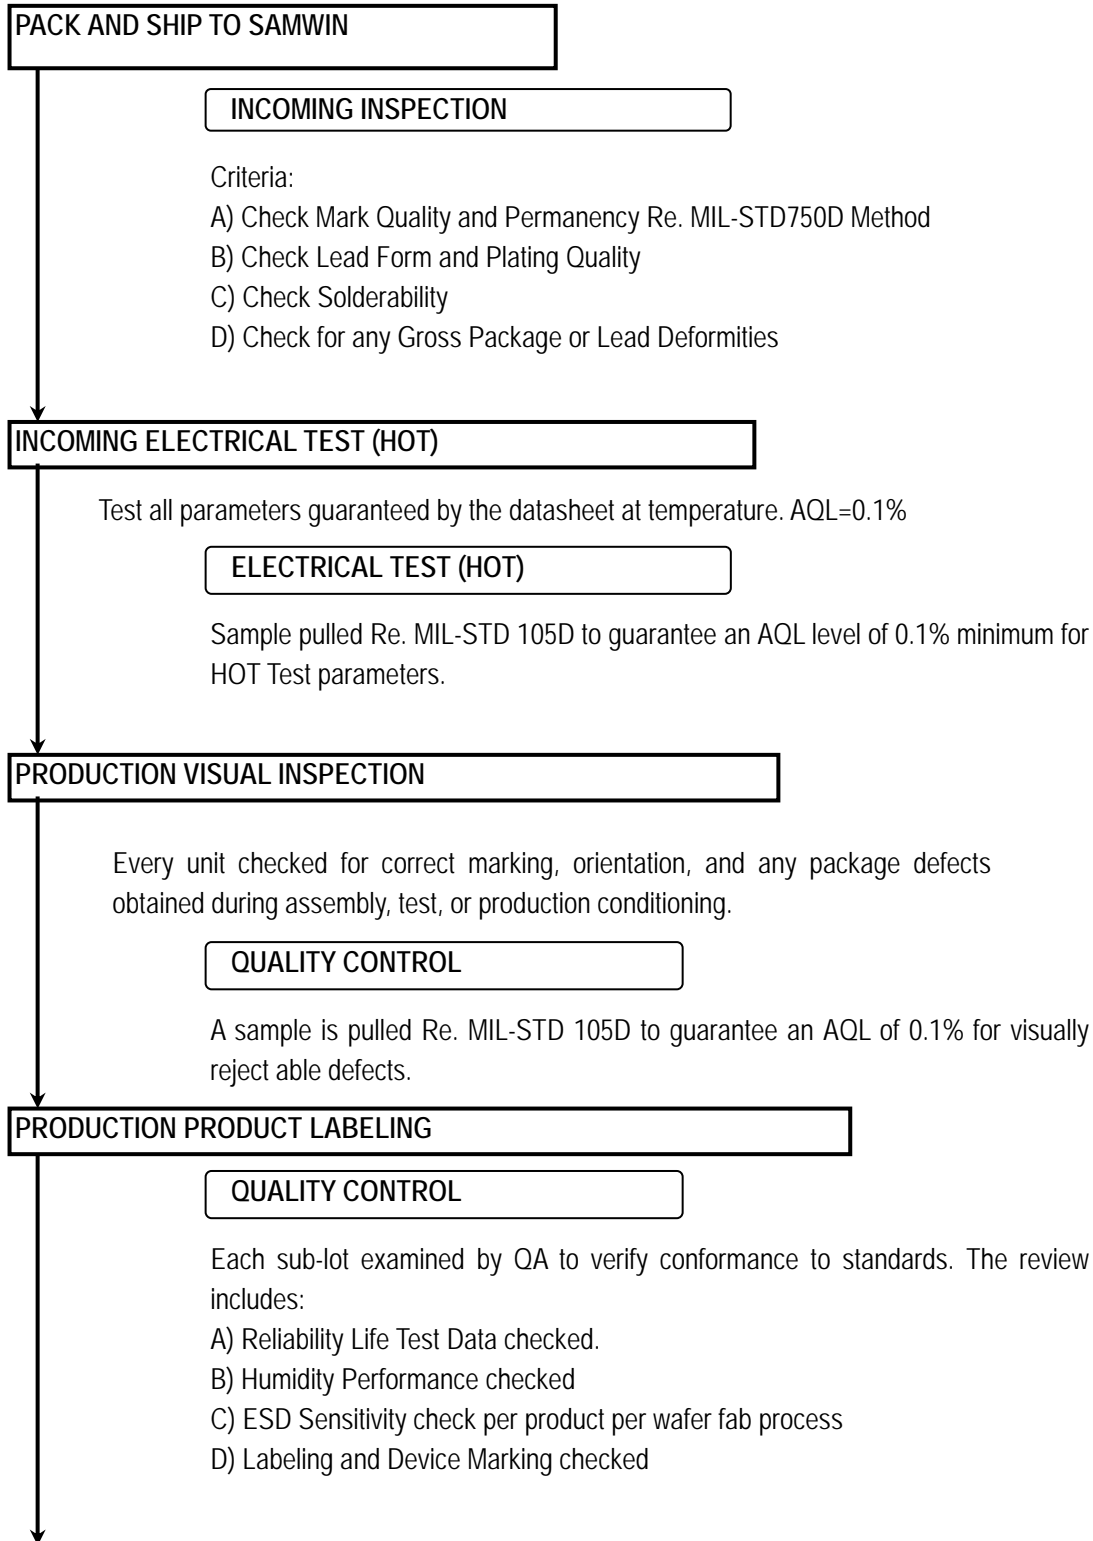 PACK AND SHIP TO SAMWIN
INCOMING INSPECTION
Criteria:
A) Check Mark Quality and Permanency Re. MIL-STD750D Method
B) Check Lead Form and Plating Quality
C) Check Solderability
D) Check for any Gross Package or Lead Deformities
INCOMING ELECTRICAL TEST (HOT)
Test all parameters guaranteed by the datasheet at temperature. AQL=0.1%
ELECTRICAL TEST (HOT)
Sample pulled Re. MIL-STD 105D to guarantee an AQL level of 0.1% minimum for
HOT Test parameters.
PRODUCTION VISUAL INSPECTION
Every unit checked for correct marking, orientation, and any package defects
obtained during assembly, test, or production conditioning.
QUALITY CONTROL
A sample is pulled Re. MIL-STD 105D to guarantee an AQL of 0.1% for visually
reject able defects.
PRODUCTION PRODUCT LABELING
QUALITY CONTROL
Each sub-lot examined by QA to verify conformance to standards. The review
includes:
A) Reliability Life Test Data checked.
B) Humidity Performance checked
C) ESD Sensitivity check per product per wafer fab process
D) Labeling and Device Marking checked